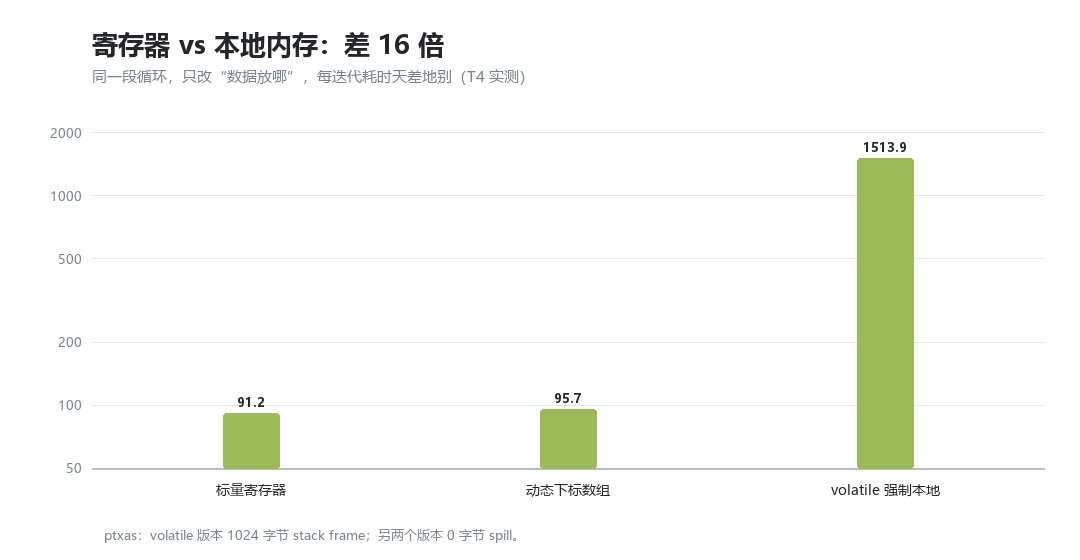 寄存器 vs 本地内存：差 16 倍
同一段循环，只改“数据放哪”，每迭代耗时天差地别（T4 实测）
2000
1000
500
200
100
50
91.2
95.7
1513.9
标量寄存器
动态下标数组
volatile 强制本地
ptxas：volatile 版本 1024 字节 stack frame；另两个版本 0 字节 spill。